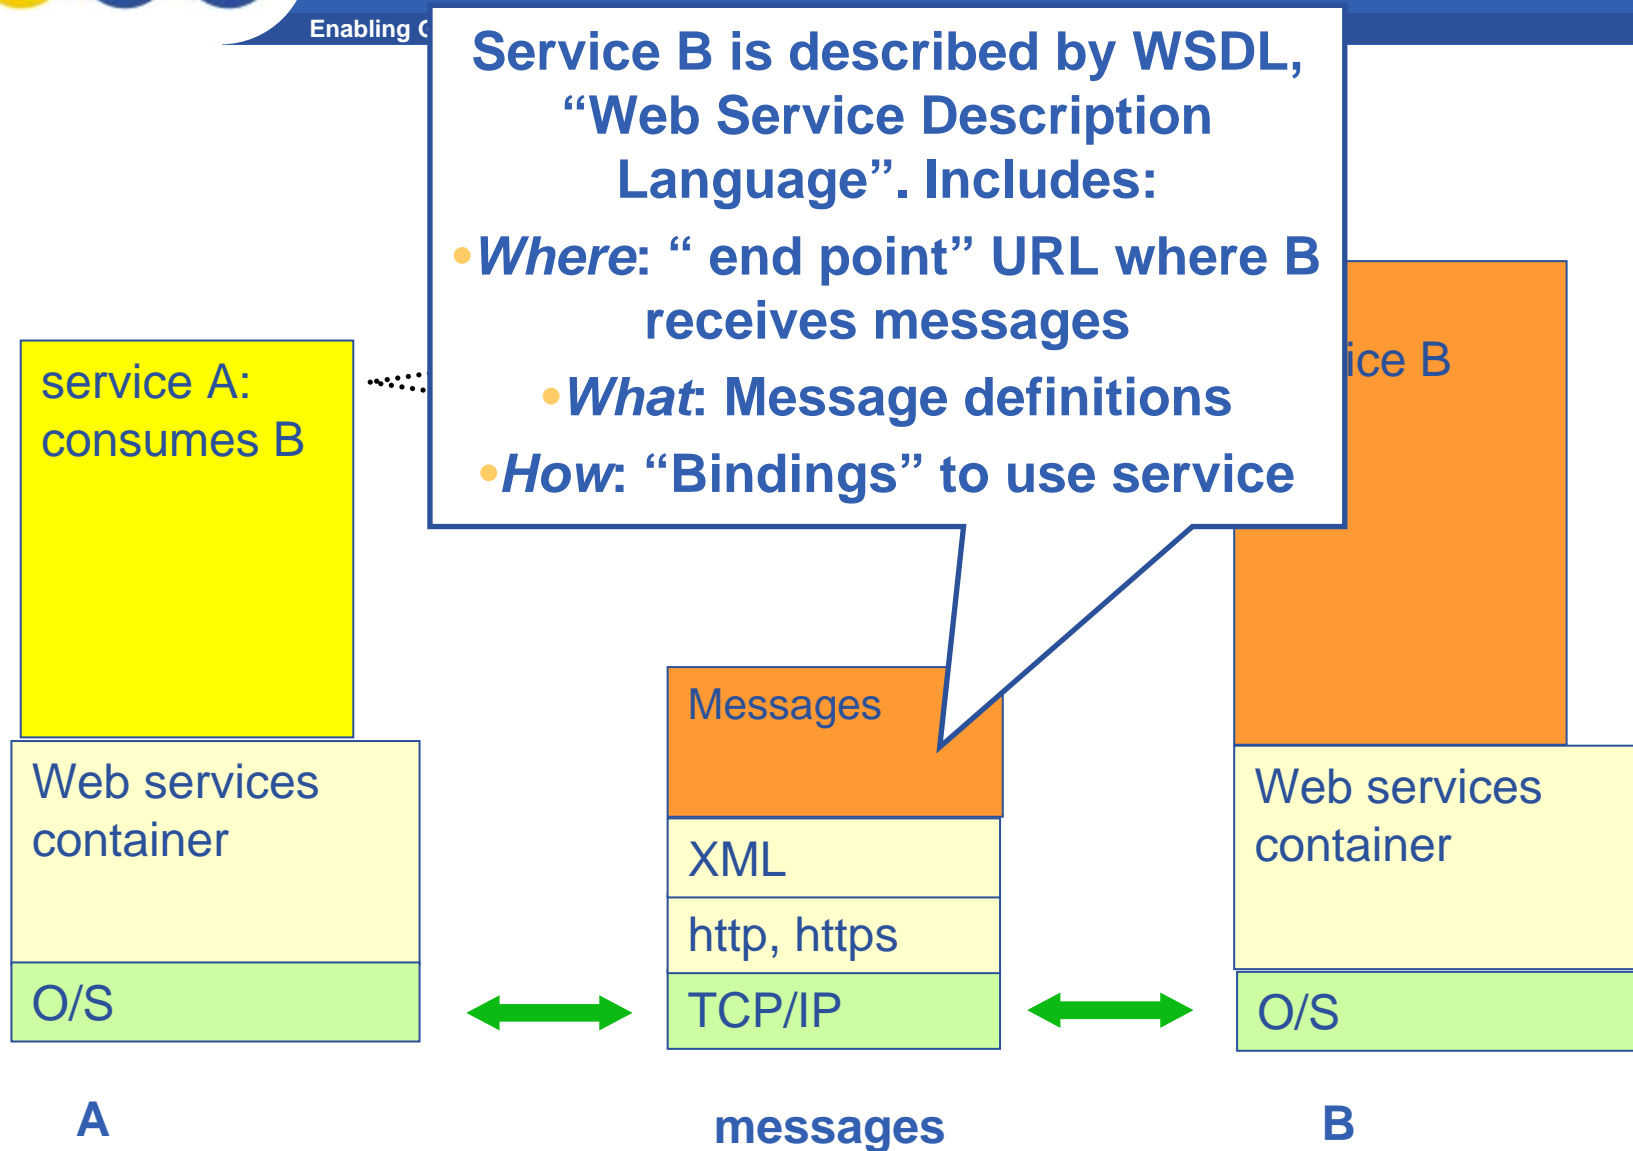 Enabling
Service B is described by WSDL,
“Web Service Description
Language”. Includes:
•Where: “ end point” URL where B
receives messages
•What: Message definitions
•How: “Bindings” to use service
service A:
consumes B
Web services
container
O/S
Messages
XML
http, https
TCP/IP
ice B
Web services
container
O/S
A
messages
B